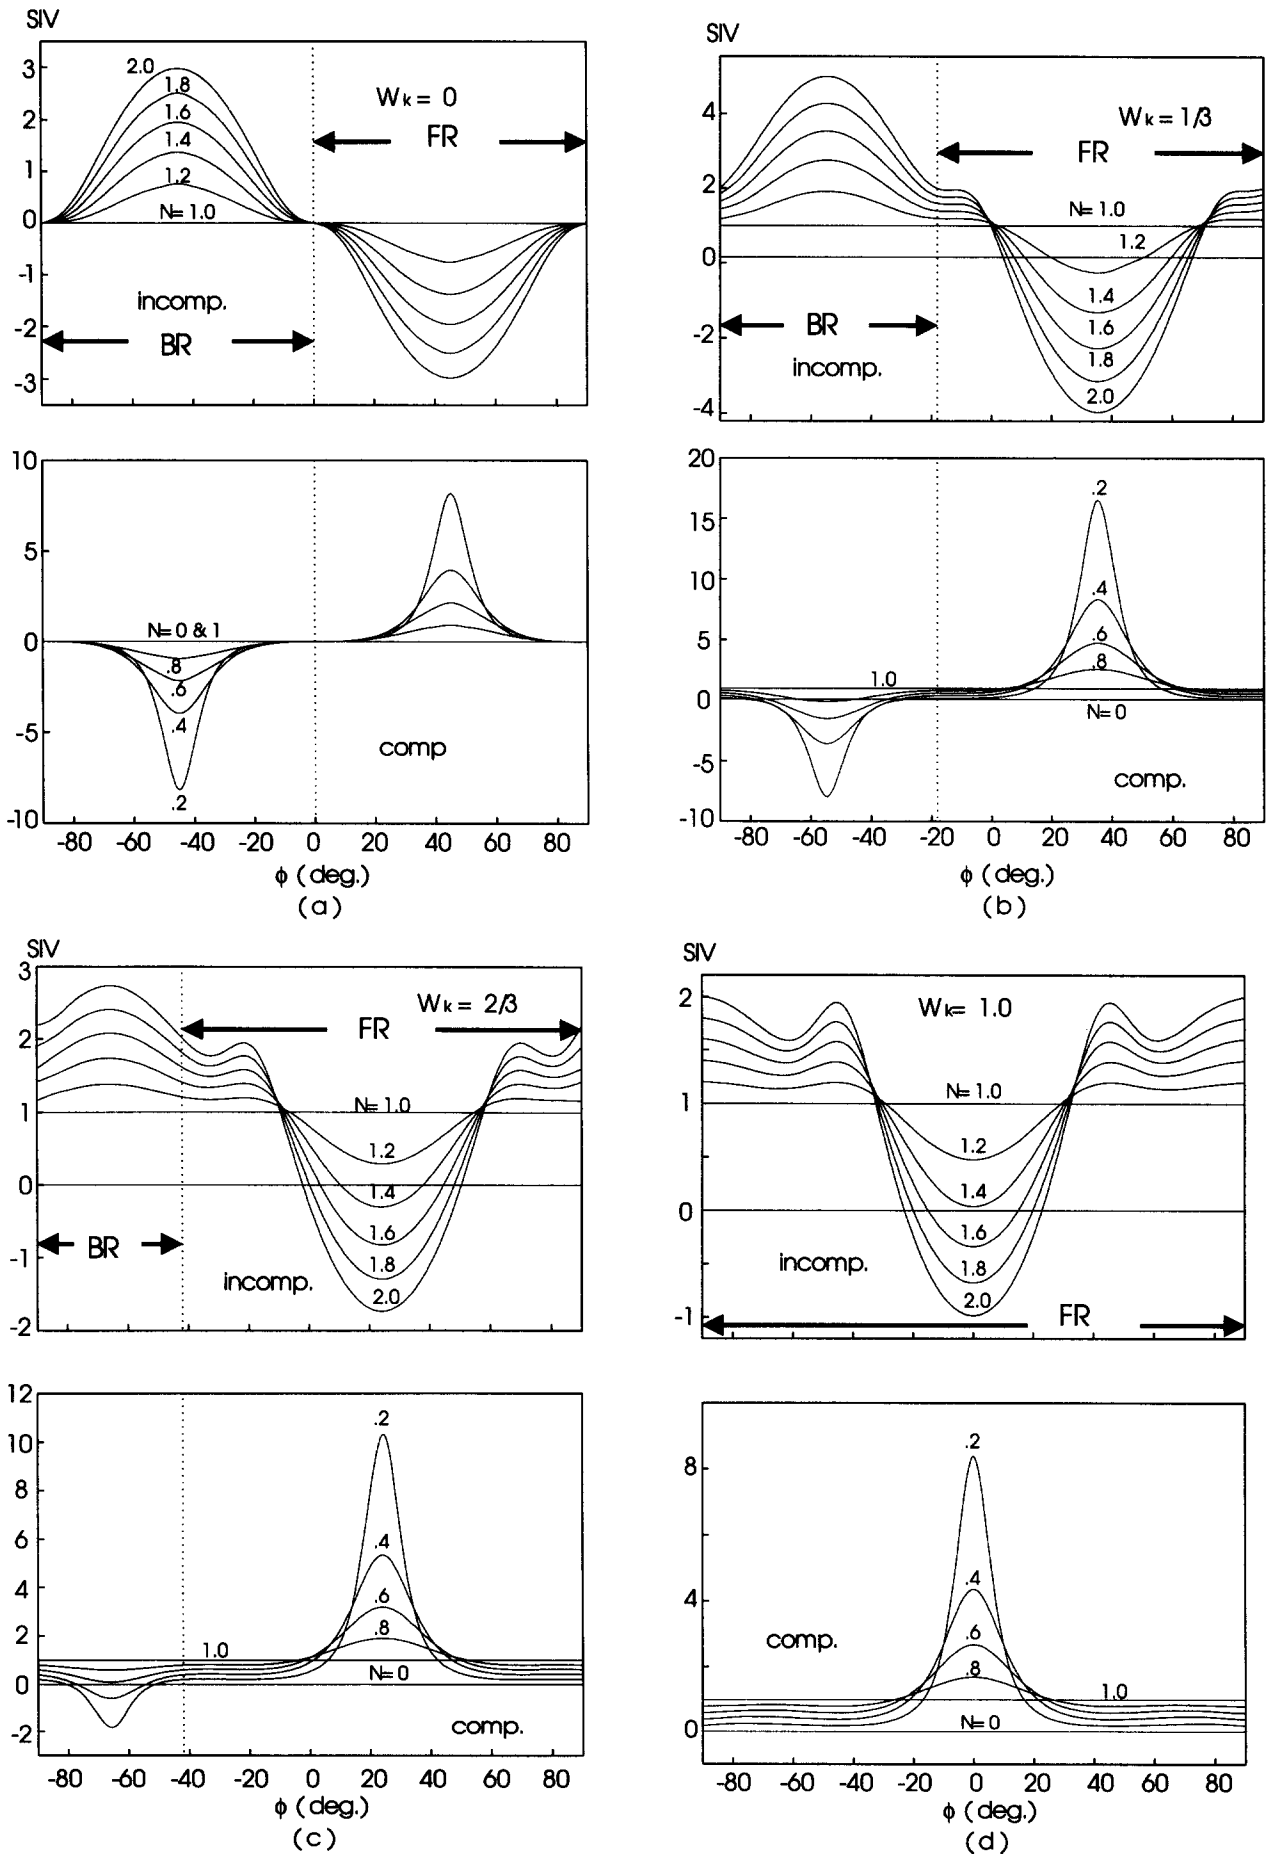 SIV
3
2
1
0
-1
-2
-3
2.0
1.8
1.6
1.4
1.2
N= 1.0
Wk = 0
FR
incomp.
BR
10
5
0
-5
-10
N= 0 & 1
.8
.6
.4
.2
comp
-80 -60 -40 -20 0 20 40 60 80
ϕ (deg.)
(a)
SIV
4
2
0
-2
-4
Wk = 1/3
FR
N= 1.0
1.2
1.4
1.6
1.8
2.0
BR
incomp.
20
15
10
5
0
-5
-10
.2
.4
.6
.8
1.0
N= 0
comp.
-80 -60 -40 -20 0 20 40 60 80
ϕ (deg.)
(b)
SIV
3
2
1
0
-1
-2
Wk = 2/3
FR
N= 1.0
1.2
1.4
1.6
1.8
2.0
BR
incomp.
12
10
8
6
4
2
0
-2
.2
.4
.6
.8
1.0
N= 0
comp.
-80 -60 -40 -20 0 20 40 60 80
ϕ (deg.)
(c)
SIV
2
1
0
-1
Wk = 1.0
N= 1.0
1.2
1.4
1.6
1.8
2.0
incomp.
FR
8
4
0
.2
.4
.6
.8
1.0
N= 0
comp.
-80 -60 -40 -20 0 20 40 60 80
ϕ (deg.)
(d)